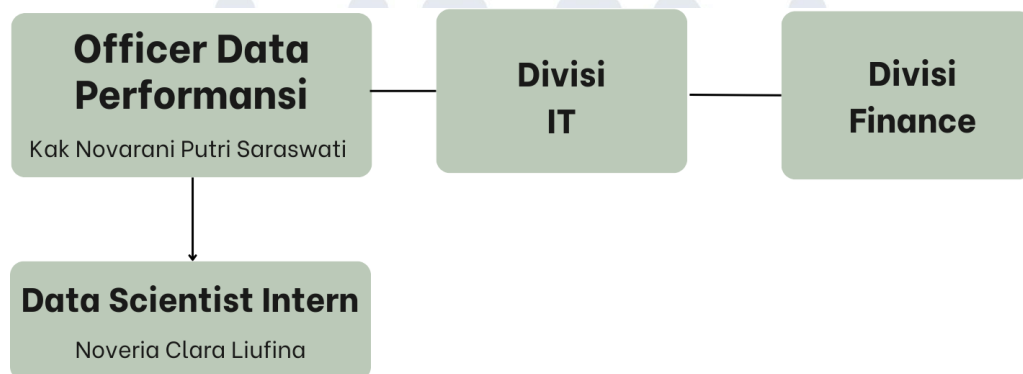 Officer Data
Performansi
Kak Novarani Putri Saraswati
Divisi
IT
Divisi
Finance
Data Scientist Intern
Noveria Clara Liufina